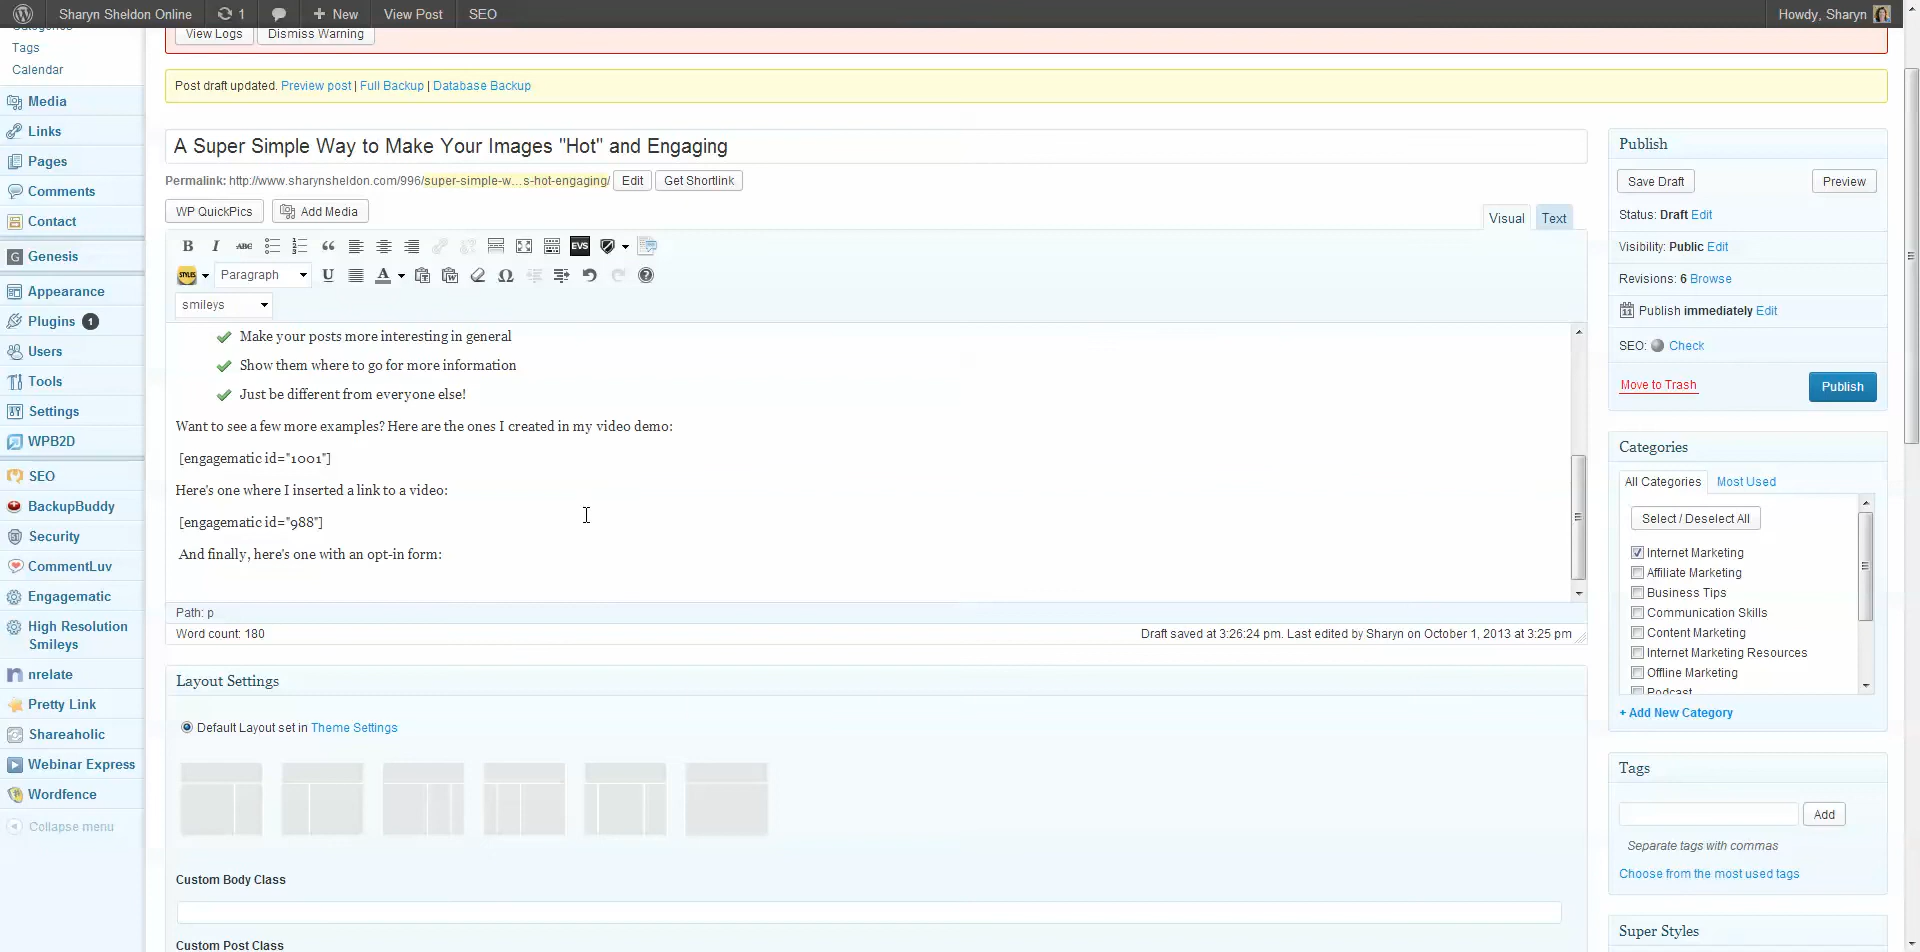 Sharyn Sheldon Online 1 + New View Post SEO Howdy, Sharyn
Categories
Tags
Calendar
Media
Links
Pages
Comments
Contact
G Genesis
Appearance
Plugins 1
Users
Tools
Settings
WPB2D
SEO
BackupBuddy
Security
CommentLuv
Engagematic
High Resolution
Smileys
nrelate
Pretty Link
Shareaholic
Webinar Express
Wordfence
Collapse menu
View Logs Dismiss Warning
Post draft updated. Preview post | Full Backup | Database Backup
A Super Simple Way to Make Your Images "Hot" and Engaging
Permalink: http://www.sharynsheldon.com/996/super-simple-w...s-hot-engaging/ Edit Get Shortlink
WP QuickPics Add Media
Visual Text
B I ABC EVS
STYLES Paragraph U A Ω
smileys
Make your posts more interesting in general
Show them where to go for more information
Just be different from everyone else!
Want to see a few more examples? Here are the ones I created in my video demo:
[engagematic id="1001"]
Here's one where I inserted a link to a video:
[engagematic id="988"]
And finally, here's one with an opt-in form:
Path: p
Word count: 180 Draft saved at 3:26:24 pm. Last edited by Sharyn on October 1, 2013 at 3:25 pm
Layout Settings
Default Layout set in Theme Settings
Custom Body Class
Custom Post Class
Publish
Save Draft Preview
Status: Draft Edit
Visibility: Public Edit
Revisions: 6 Browse
Publish immediately Edit
SEO: Check
Move to Trash Publish
Categories
All Categories Most Used
Select / Deselect All
Internet Marketing
Affiliate Marketing
Business Tips
Communication Skills
Content Marketing
Internet Marketing Resources
Offline Marketing
Podcast
+ Add New Category
Tags
Add
Separate tags with commas
Choose from the most used tags
Super Styles